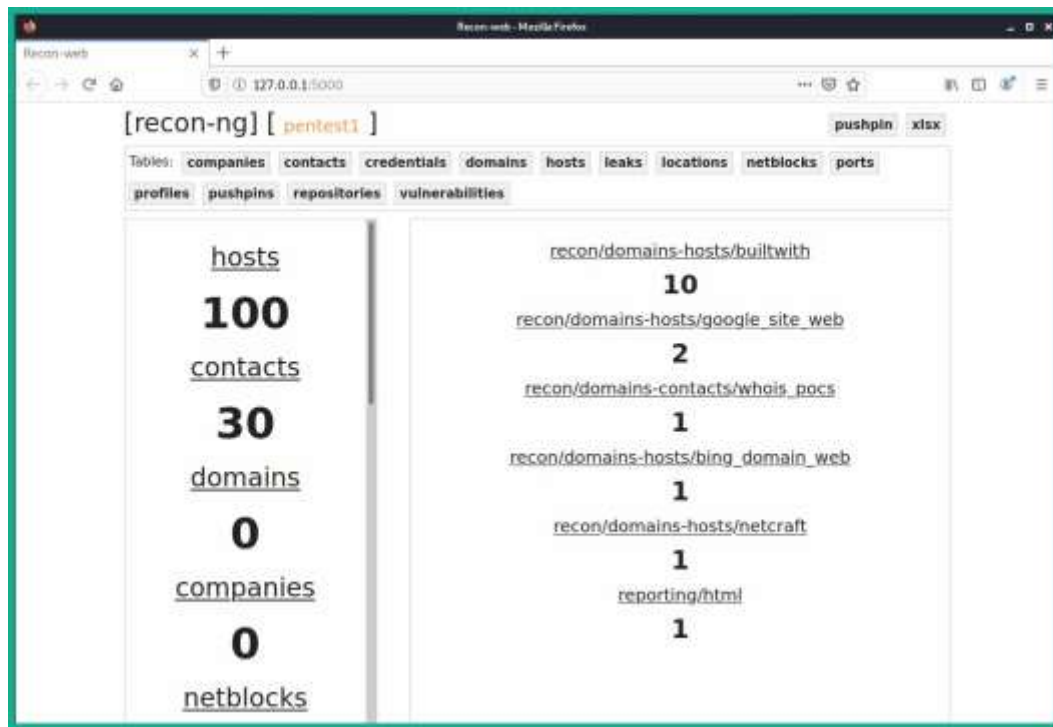 Recon-web - Mozilla Firefox
Recon-web
127.0.0.1:5000
[recon-ng] [ pentest1 ]
pushpin xlsx
Tables: companies contacts credentials domains hosts leaks locations netblocks ports
profiles pushpins repositories vulnerabilities
hosts
100
contacts
30
domains
0
companies
0
netblocks
recon/domains-hosts/builtwith
10
recon/domains-hosts/google_site_web
2
recon/domains-contacts/whois_pocs
1
recon/domains-hosts/bing_domain_web
1
recon/domains-hosts/netcraft
1
reporting/html
1